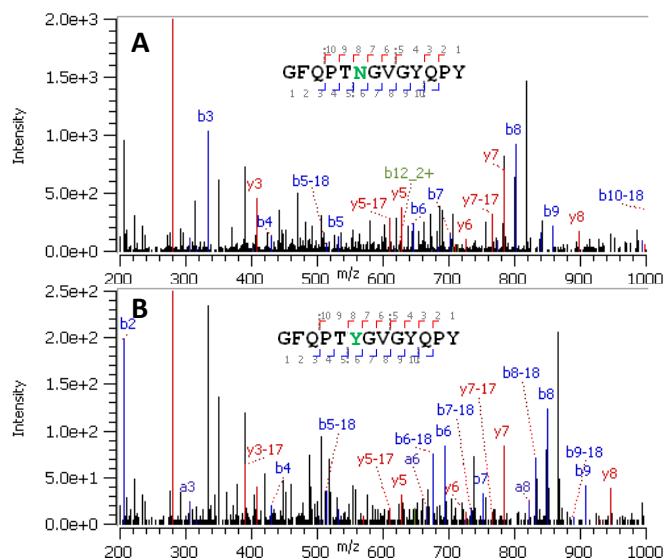 A
Intensity
2.0e+3
1.5e+3
1.0e+3
5.0e+2
0.0e+0
10 9 8 7 6 5 4 3 2 1
GFQPTNGVGYQPY
1 2 3 4 5 6 7 8 9 10
b3
y3
b4
b5-18
b5
y5-17
y5
b12_2+
b6
b7
y6
y7-17
y7
b8
b9
y8
b10-18
200 300 400 500 600 700 800 900 1000
m/z
B
Intensity
2.5e+2
2.0e+2
1.5e+2
1.0e+2
5.0e+1
0.0e+0
10 9 8 7 6 5 4 3 2 1
GFQPTYGVGYQPY
1 2 3 4 5 6 7 8 9 10
b2
a3
y3-17
b4
b5-18
y5-17
y5
b6-18
a6
b6
y6
b7-18
b7
y7-17
y7
a8
b8-18
b8
b9-18
b9
y8
200 300 400 500 600 700 800 900 1000
m/z